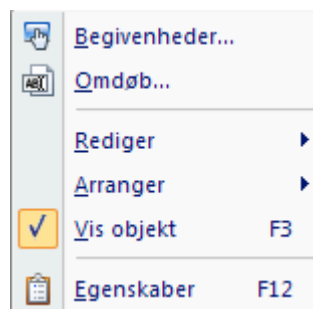 Begivenheder...
Omdøb...
Rediger
Arranger
Vis objekt F3
Egenskaber F12